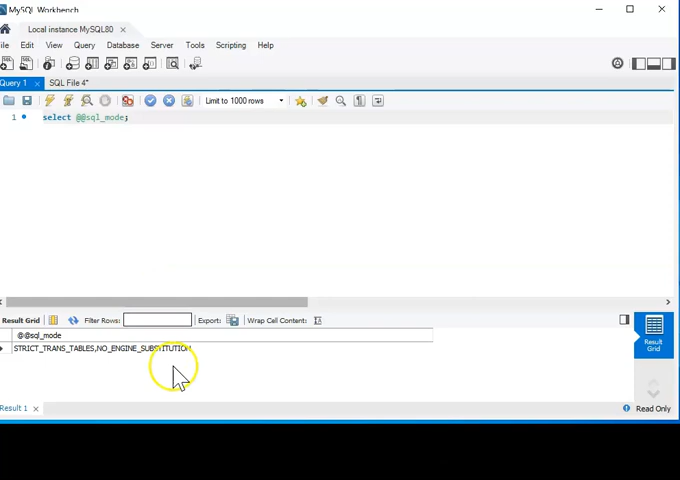 MySQL Workbench
Local instance MySQL80
ile Edit View Query Database Server Tools Scripting Help
Query 1 SQL File 4*
Limit to 1000 rows
1 select @@sql_mode;
Result Grid Filter Rows: Export: Wrap Cell Content:
@@sql_mode
STRICT_TRANS_TABLES,NO_ENGINE_SUBSTITUTION
Result Grid
Result 1 Read Only